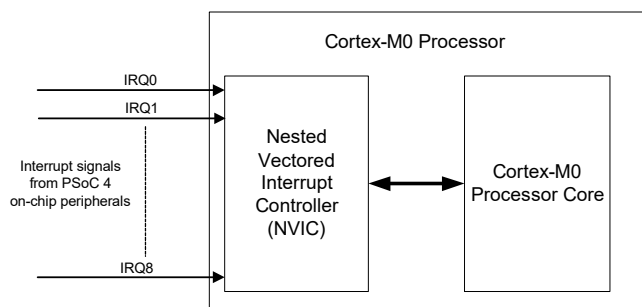 Cortex-M0 Processor
IRQ0
IRQ1
Interrupt signals
from PSoC 4
on-chip peripherals
IRQ8
Nested
Vectored
Interrupt
Controller
(NVIC)
Cortex-M0
Processor Core